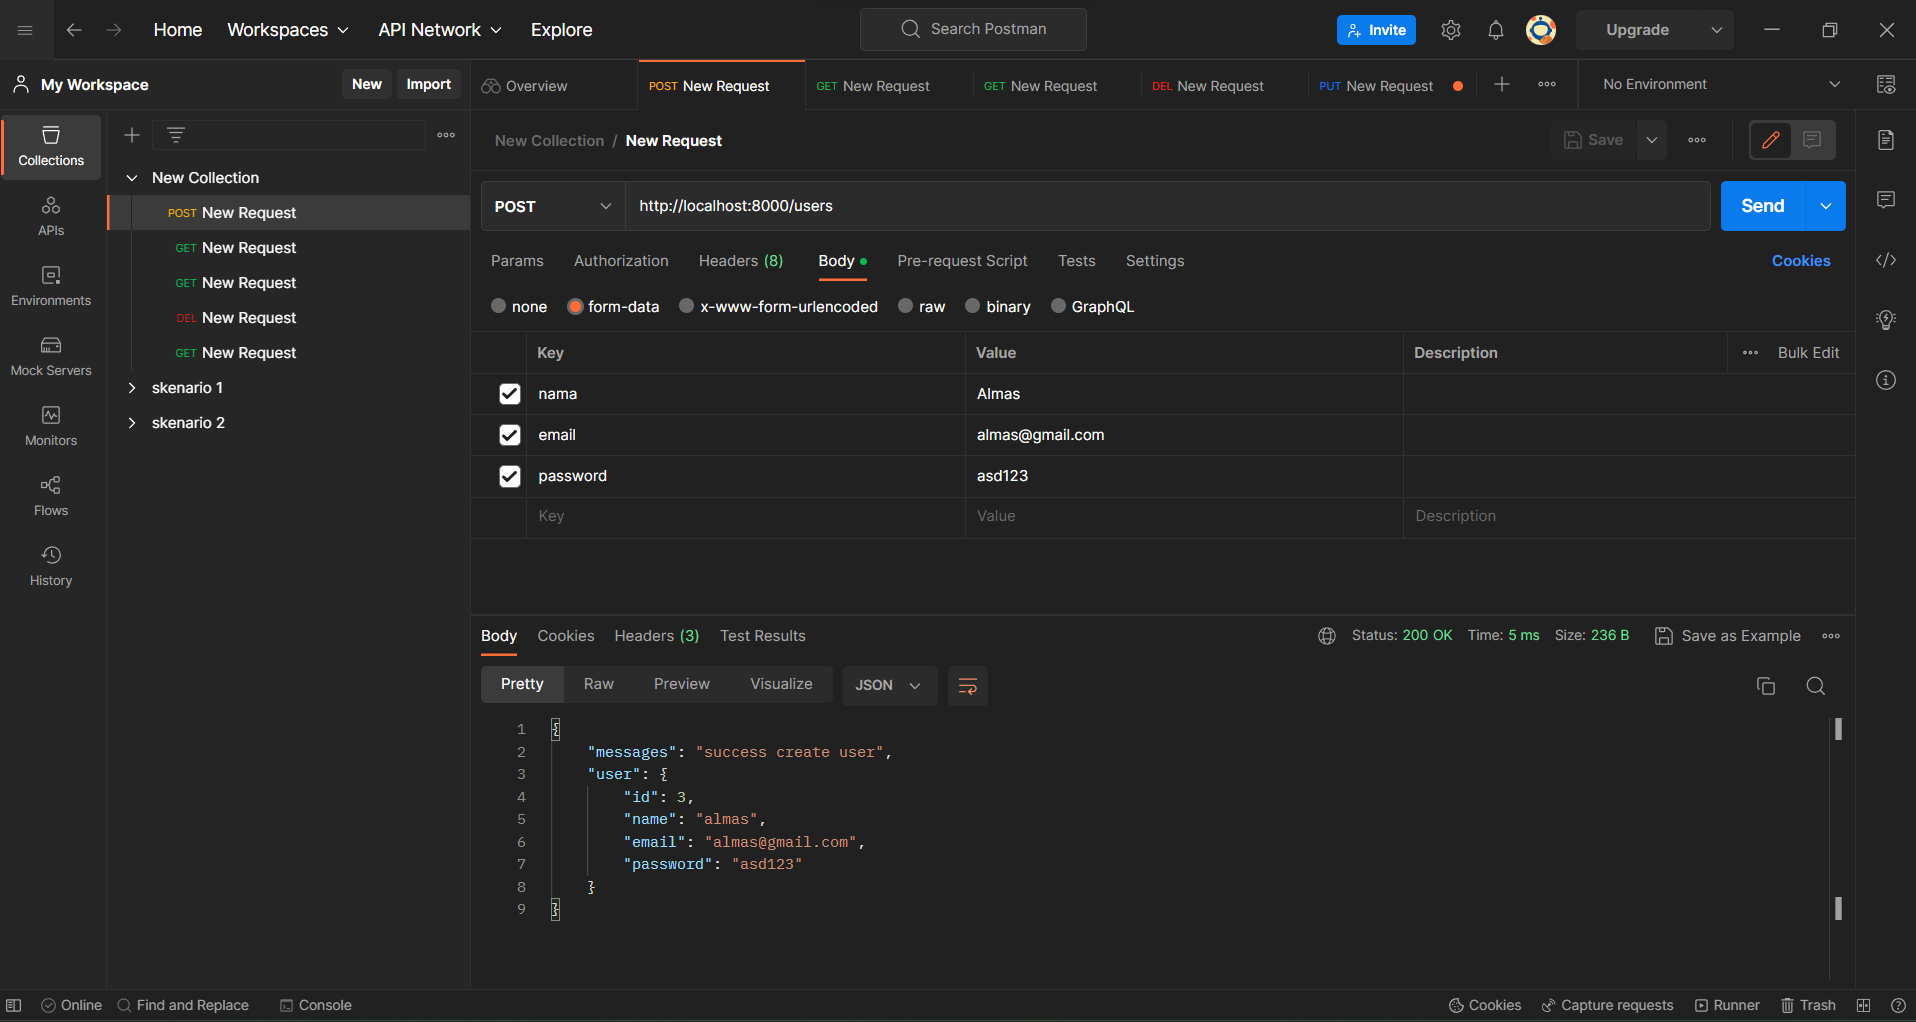 Home Workspaces API Network Explore Search Postman Invite Upgrade
My Workspace New Import
Overview POST New Request GET New Request GET New Request DEL New Request PUT New Request No Environment
Collections
APIs
Environments
Mock Servers
Monitors
Flows
History
New Collection
POST New Request
GET New Request
GET New Request
DEL New Request
GET New Request
skenario 1
skenario 2
New Collection / New Request Save
POST http://localhost:8000/users Send
Params Authorization Headers (8) Body Pre-request Script Tests Settings Cookies
none form-data x-www-form-urlencoded raw binary GraphQL
Key Value Description Bulk Edit
nama Almas
email almas@gmail.com
password asd123
Key Value Description
Body Cookies Headers (3) Test Results Status: 200 OK Time: 5 ms Size: 236 B Save as Example
Pretty Raw Preview Visualize JSON
1 {
2 "messages": "success create user",
3 "user": {
4 "id": 3,
5 "name": "almas",
6 "email": "almas@gmail.com",
7 "password": "asd123"
8 }
9 }
Online Find and Replace Console Cookies Capture requests Runner Trash